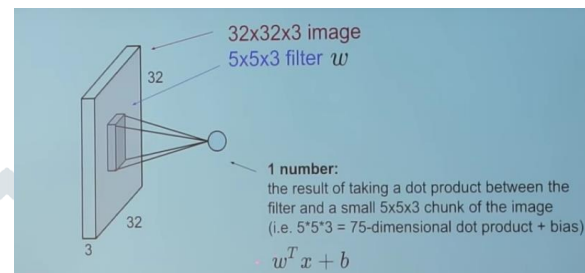 32x32x3 image
5x5x3 filter w
32
1 number:
the result of taking a dot product between the
filter and a small 5x5x3 chunk of the image
(i.e. 5*5*3 = 75-dimensional dot product + bias)
32
3
wᵀx + b